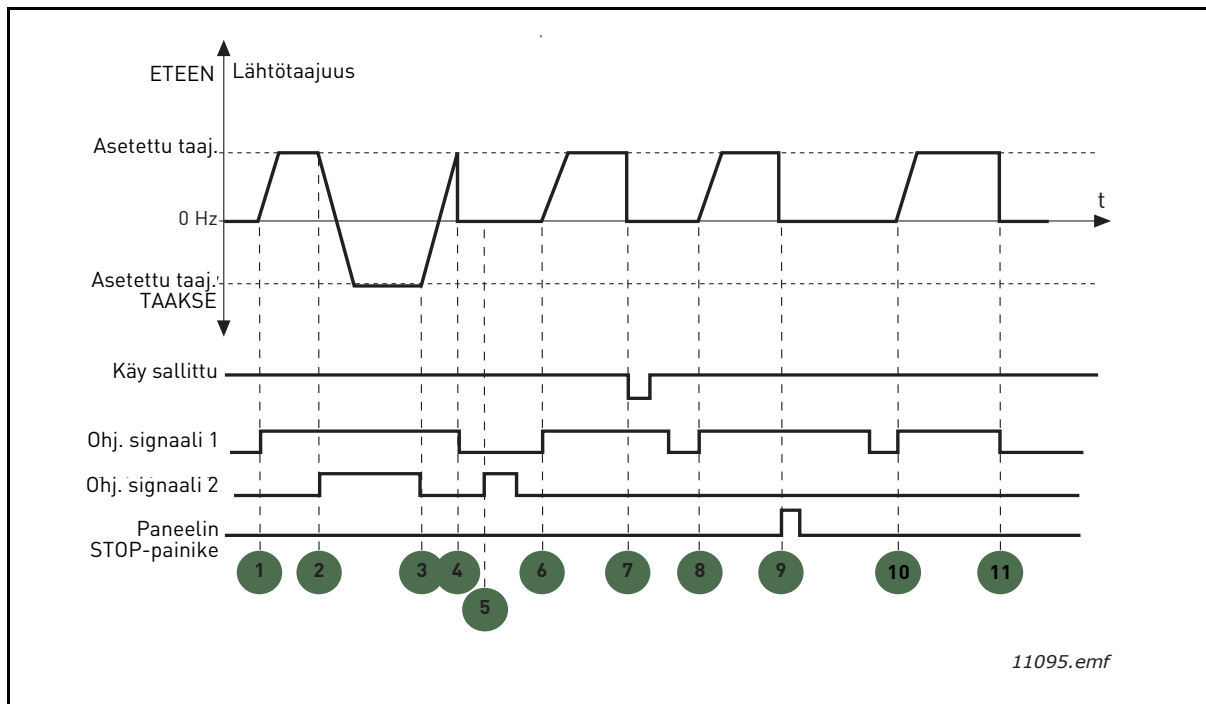 ETEEN
Lähtötaajuus
Asetettu taaj.
t
0 Hz
Asetettu taaj.
TAAKSE
Käy sallittu
Ohj. signaali 1
Ohj. signaali 2
Paneelin
STOP-painike
1 2 3 4 6 7 8 9 10 11
5
11095.emf